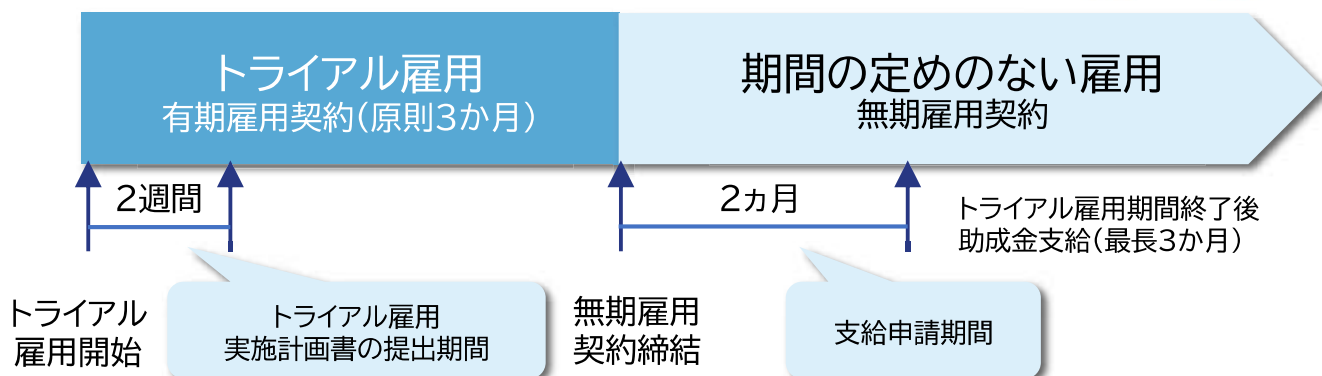 トライアル雇用
有期雇用契約(原則3か月)
期間の定めのない雇用
無期雇用契約
2週間
2ヵ月
トライアル雇用期間終了後
助成金支給(最長3か月)
トライアル
雇用開始
トライアル雇用
実施計画書の提出期間
無期雇用
契約締結
支給申請期間